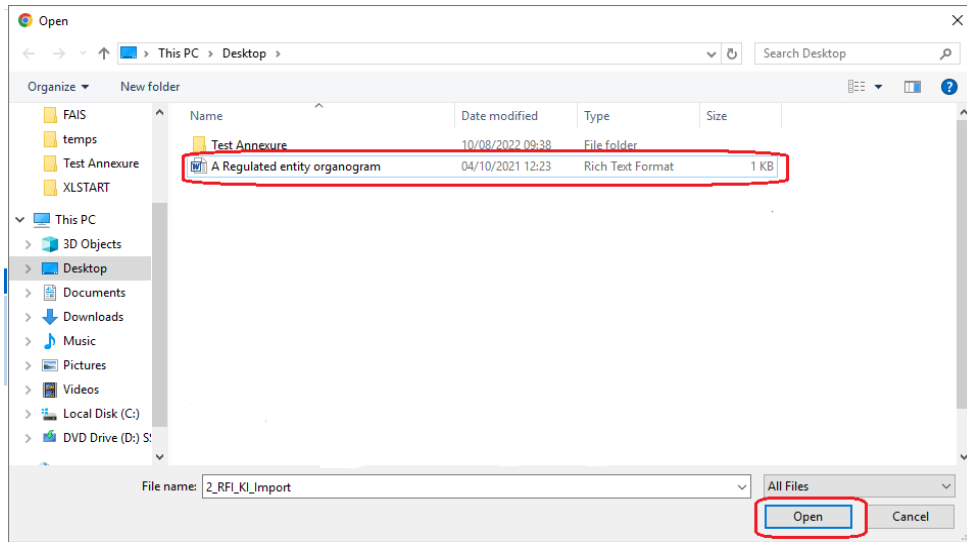 Open
This PC > Desktop >
Search Desktop
Organize
New folder
Name
Date modified
Type
Size
FAIS
temps
Test Annexure
XLSTART
This PC
3D Objects
Desktop
Documents
Downloads
Music
Pictures
Videos
Local Disk (C:)
DVD Drive (D:) S
Test Annexure 10/08/2022 09:38 File folder
A Regulated entity organogram 04/10/2021 12:23 Rich Text Format 1 KB
File name: 2_RFI_KI_Import
All Files
Open
Cancel